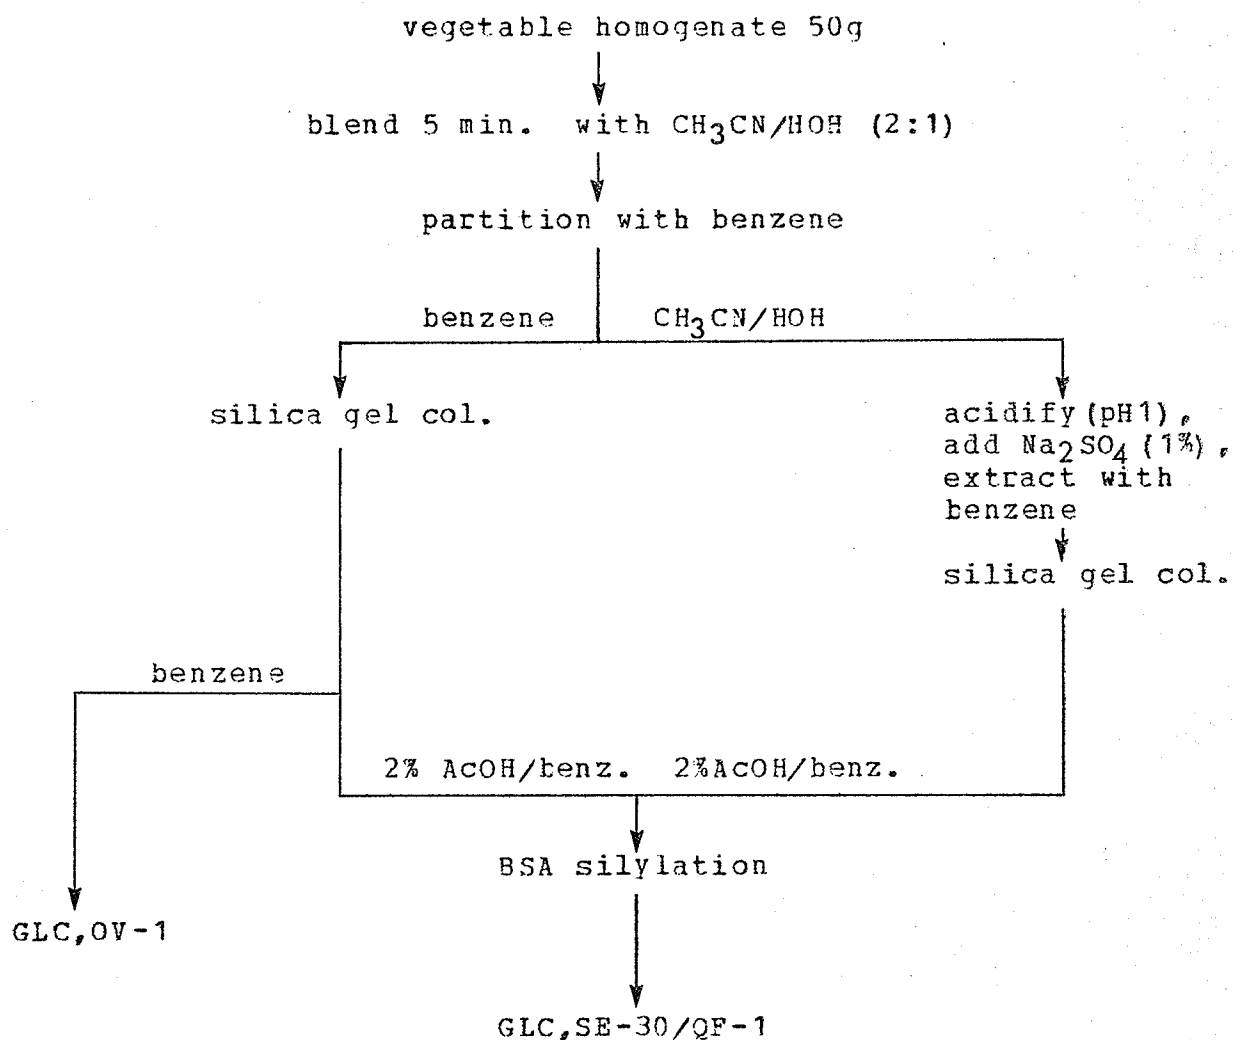 vegetable homogenate 50g
blend 5 min. with CH3CN/HOH (2:1)
partition with benzene
benzene CH3CN/HOH
silica gel col.
acidify(pH1),
add Na2SO4(1%),
extract with
benzene
silica gel col.
benzene
2% AcOH/benz. 2%AcOH/benz.
BSA silylation
GLC,OV-1
GLC,SE-30/QF-1